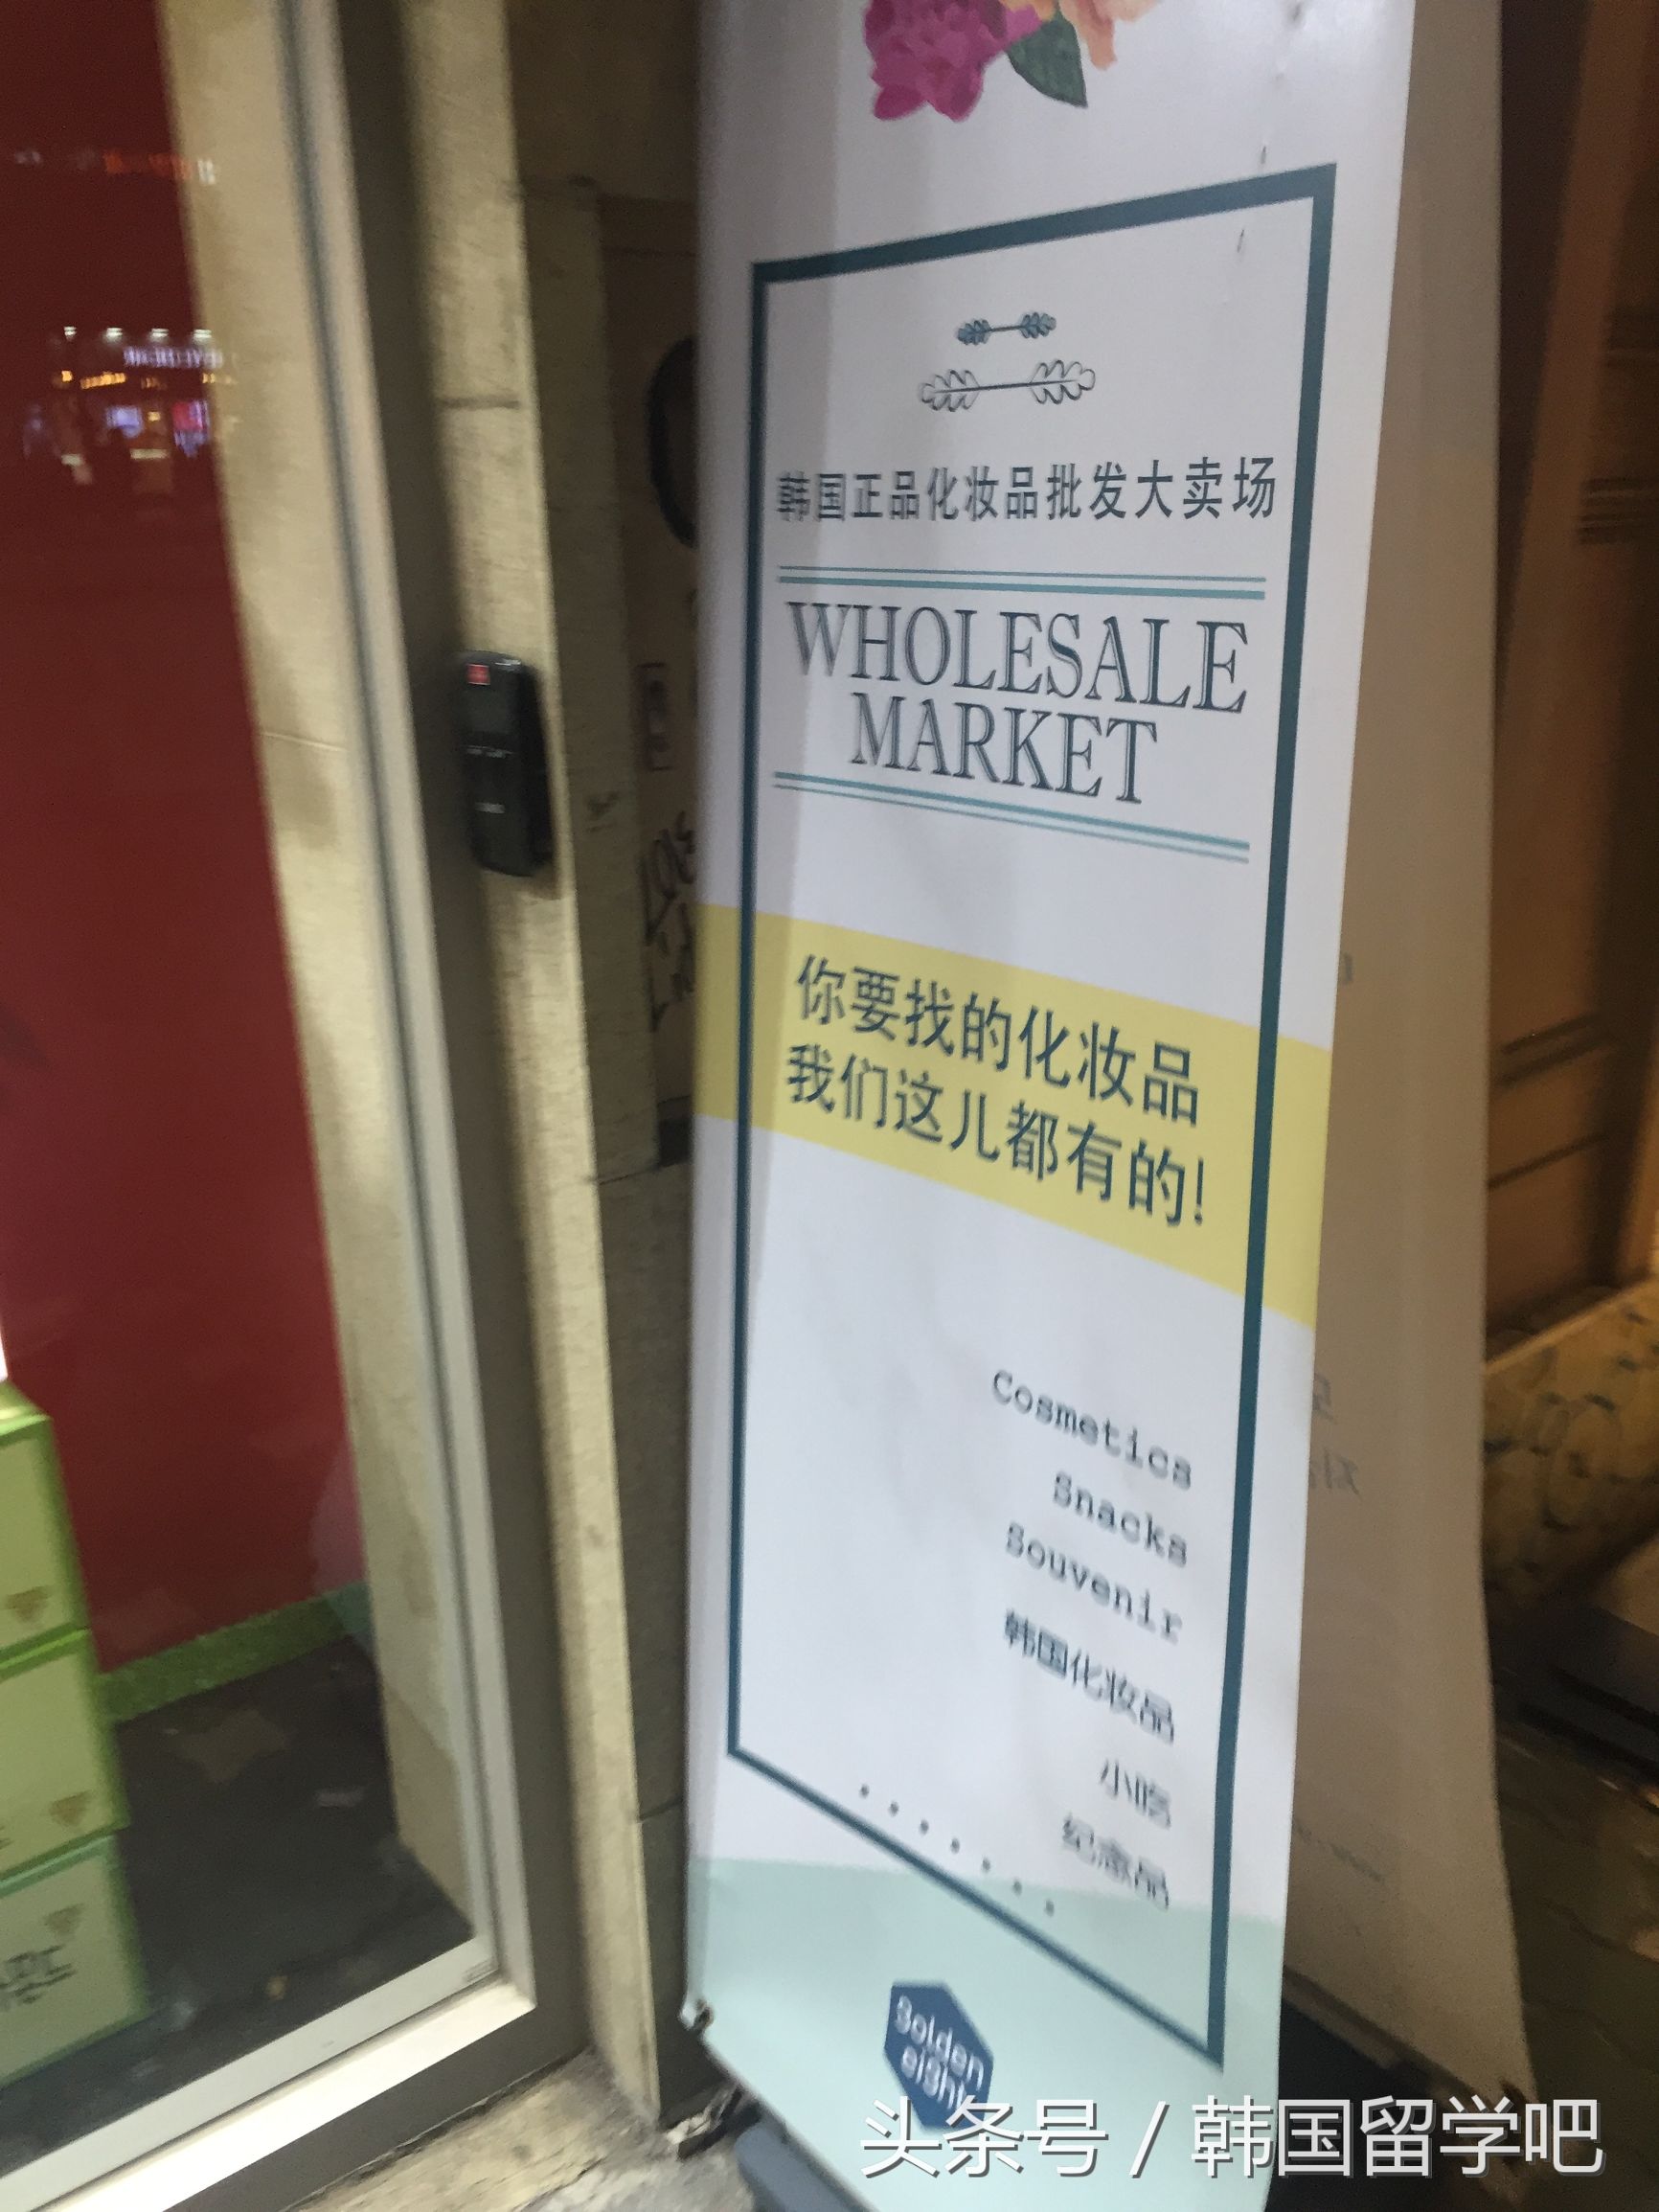 韩国正品化妆品批发大卖场
WHOLESALE
MARKET
你要找的化妆品
我们这儿都有的!
Cosmetics
Snacks
Souvenir
韩国化妆品
小吃
纪念品
Golden
eight
头条号 / 韩国留学吧